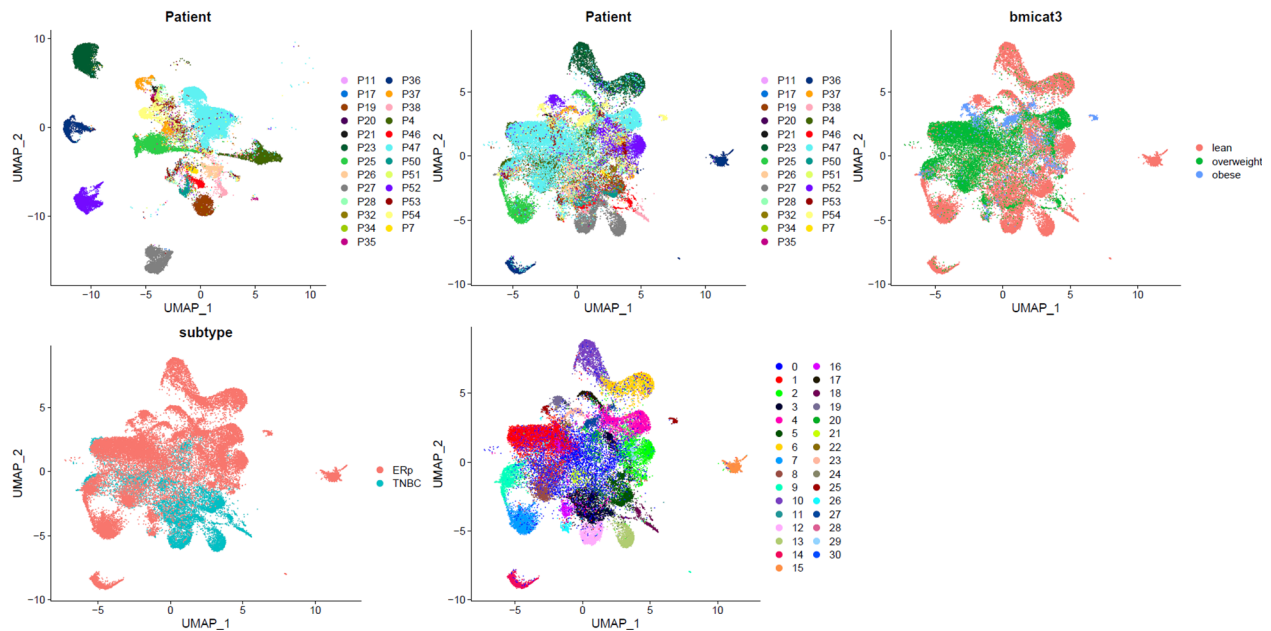 Patient
10
0
−10
UMAP_2
−10
−5
0
5
10
UMAP_1
P11
P17
P19
P20
P21
P23
P25
P26
P27
P28
P32
P34
P35
P36
P37
P38
P4
P46
P47
P50
P51
P52
P53
P54
P7
Patient
5
0
−5
−10
UMAP_2
−5
0
5
10
UMAP_1
P11
P17
P19
P20
P21
P23
P25
P26
P27
P28
P32
P34
P35
P36
P37
P38
P4
P46
P47
P50
P51
P52
P53
P54
P7
bmicat3
5
0
−5
−10
UMAP_2
−5
0
5
10
UMAP_1
lean
overweight
obese
subtype
5
0
−5
−10
UMAP_2
−5
0
5
10
UMAP_1
ERp
TNBC
5
0
−5
−10
UMAP_2
−5
0
5
10
UMAP_1
0
1
2
3
4
5
6
7
8
9
10
11
12
13
14
15
16
17
18
19
20
21
22
23
24
25
26
27
28
29
30